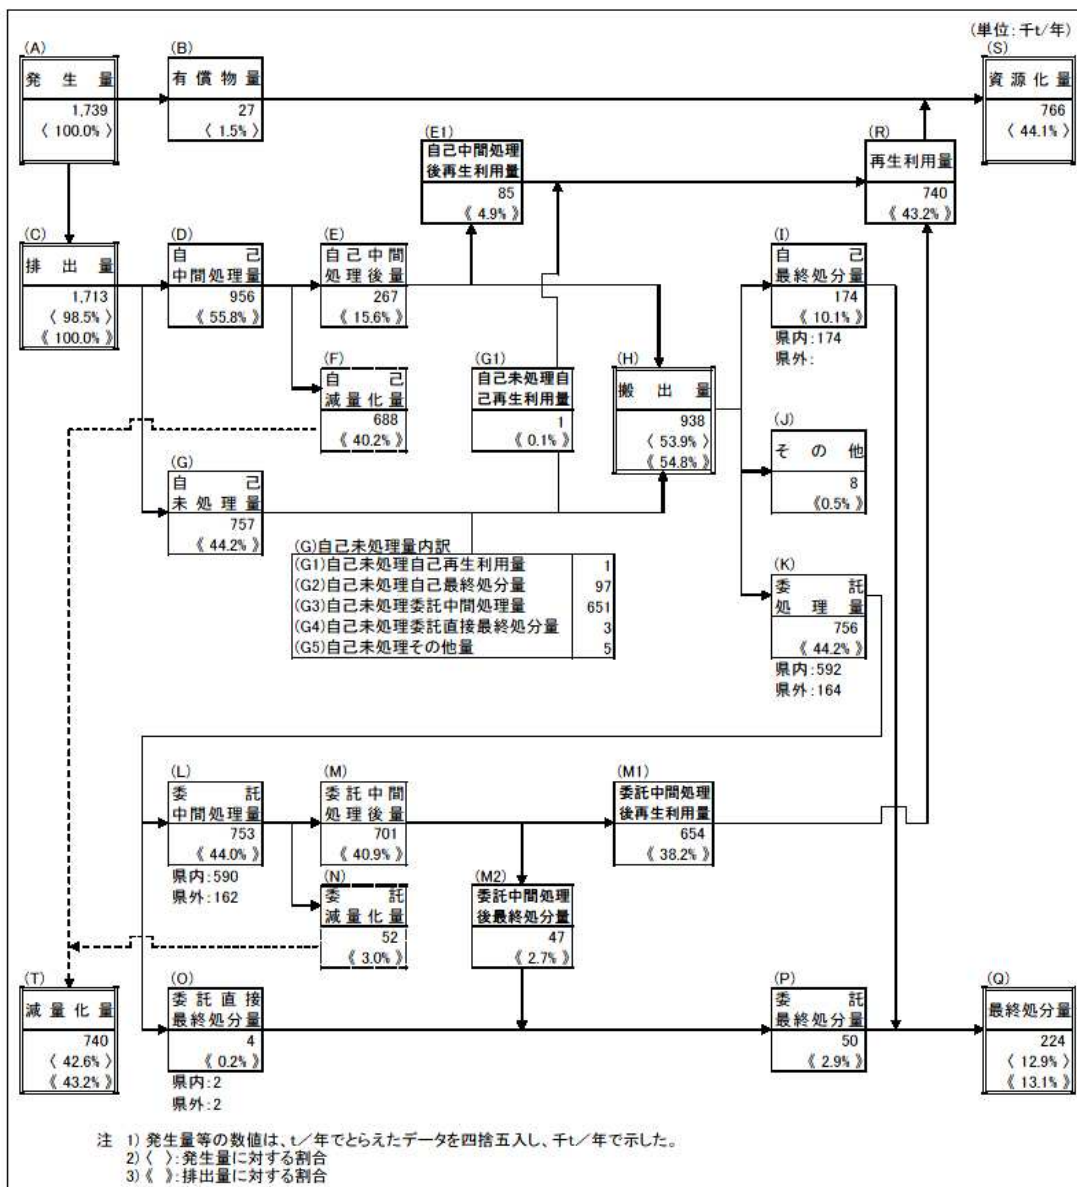 (単位:千t/年)
(A)
発生量
1,739
〈 100.0% 〉
(B)
有償物量
27
〈 1.5% 〉
(S)
資源化量
766
〈 44.1% 〉
(E1)
自己中間処理
後再生利用量
85
《 4.9% 》
(R)
再生利用量
740
《 43.2% 》
(C)
排出量
1,713
〈 98.5% 〉
《 100.0% 》
(D)
自己
中間処理量
956
《 55.8% 》
(E)
自己中間
処理後量
267
《 15.6% 》
(I)
自己
最終処分量
174
《 10.1% 》
県内:174
県外:
(F)
自己
減量化量
688
《 40.2% 》
(G1)
自己未処理自
己再生利用量
1
《 0.1% 》
(H)
搬出量
938
〈 53.9% 〉
《 54.8% 》
(J)
その他
8
《0.5% 》
(G)
自己
未処理量
757
《 44.2% 》
(G)自己未処理量内訳
(G1)自己未処理自己再生利用量 1
(G2)自己未処理自己最終処分量 97
(G3)自己未処理委託中間処理量 651
(G4)自己未処理委託直接最終処分量 3
(G5)自己未処理その他量 5
(K)
委託
処理量
756
《 44.2% 》
県内:592
県外:164
(L)
委託
中間処理量
753
《 44.0% 》
県内:590
県外:162
(M)
委託中間
処理後量
701
《 40.9% 》
(M1)
委託中間処理
後再生利用量
654
《 38.2% 》
(N)
委託
減量化量
52
《 3.0% 》
(M2)
委託中間処理
後最終処分量
47
《 2.7% 》
(T)
減量化量
740
〈 42.6% 〉
《 43.2% 》
(O)
委託直接
最終処分量
4
《 0.2% 》
県内:2
県外:2
(P)
委託
最終処分量
50
《 2.9% 》
(Q)
最終処分量
224
〈 12.9% 〉
《 13.1% 》
注 1) 発生量等の数値は、t/年でとらえたデータを四捨五入し、千t/年で示した。
2)〈 〉:発生量に対する割合
3)《 》:排出量に対する割合